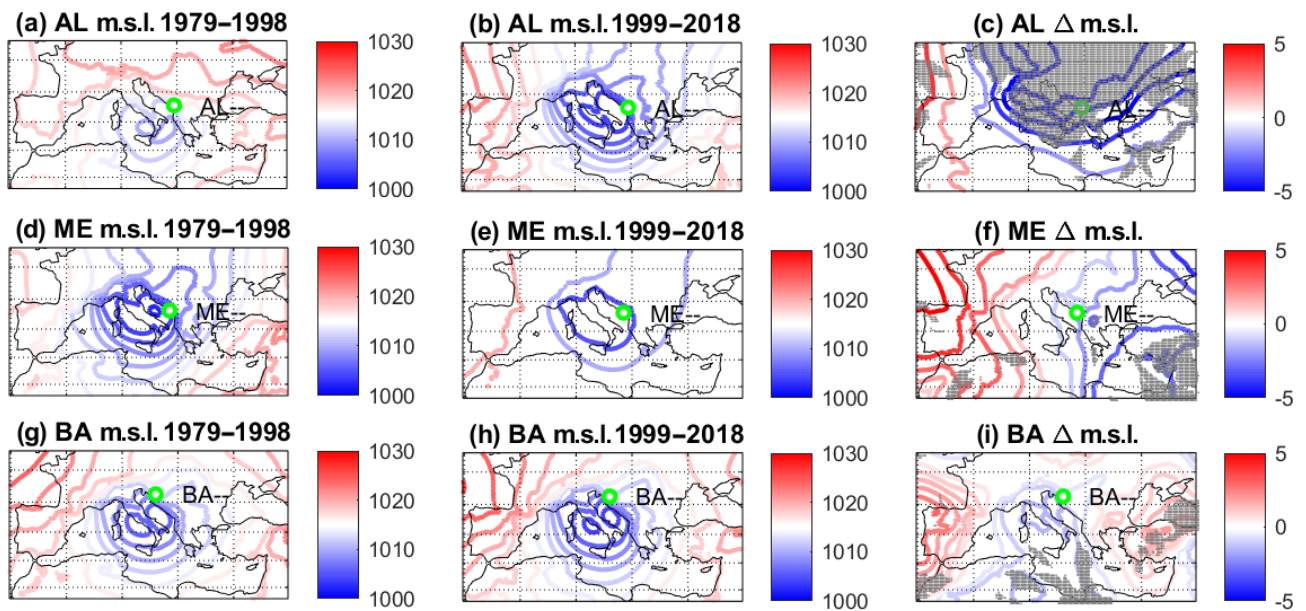 (a) AL m.s.l. 1979−1998
1030
1020
1010
1000
AL--
(b) AL m.s.l. 1999−2018
1030
1020
1010
1000
AL--
(c) AL Δ m.s.l.
5
0
-5
AL--
(d) ME m.s.l. 1979−1998
1030
1020
1010
1000
ME--
(e) ME m.s.l. 1999−2018
1030
1020
1010
1000
ME--
(f) ME Δ m.s.l.
5
0
-5
ME--
(g) BA m.s.l. 1979−1998
1030
1020
1010
1000
BA--
(h) BA m.s.l. 1999−2018
1030
1020
1010
1000
BA--
(i) BA Δ m.s.l.
5
0
-5
BA--